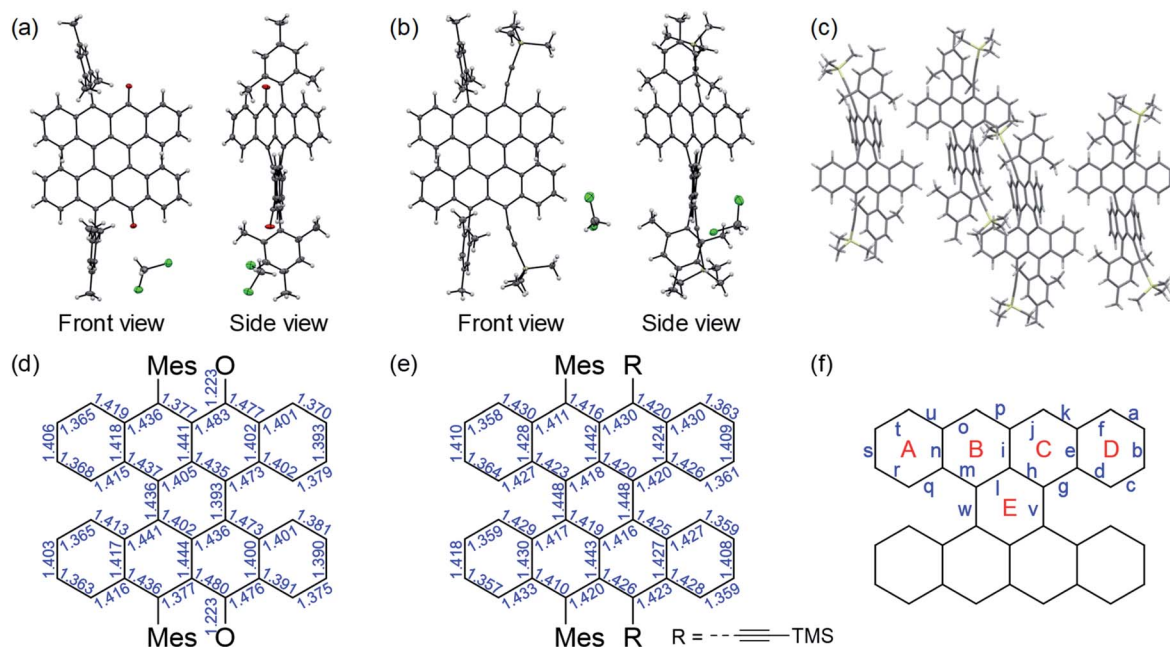 (a)
(b)
(c)
Front view
Side view
Front view
Side view
(d)
Mes O
1.223
1.419 1.377 1.477 1.370
1.365 1.436 1.483 1.401
1.406 1.418 1.441 1.402 1.393
1.368 1.437 1.435 1.402
1.415 1.405 1.473 1.379
1.436 1.393
1.413 1.402 1.473 1.381
1.365 1.441 1.436 1.401
1.403 1.417 1.444 1.400 1.390
1.363 1.436 1.480 1.391
1.416 1.377 1.476 1.375
1.223
Mes O
(e)
Mes R
1.430 1.416 1.420 1.363
1.358 1.411 1.430 1.430
1.410 1.428 1.442 1.424 1.409
1.364 1.423 1.420 1.426
1.427 1.418 1.420 1.361
1.448 1.448
1.429 1.419 1.425 1.359
1.359 1.417 1.416 1.427
1.418 1.430 1.443 1.427 1.408
1.357 1.410 1.426 1.428
1.433 1.420 1.423 1.359
Mes R
R = TMS
(f)
u p k a
t o j f
s A n B i C e D b
r m h d
q l g c
w E v